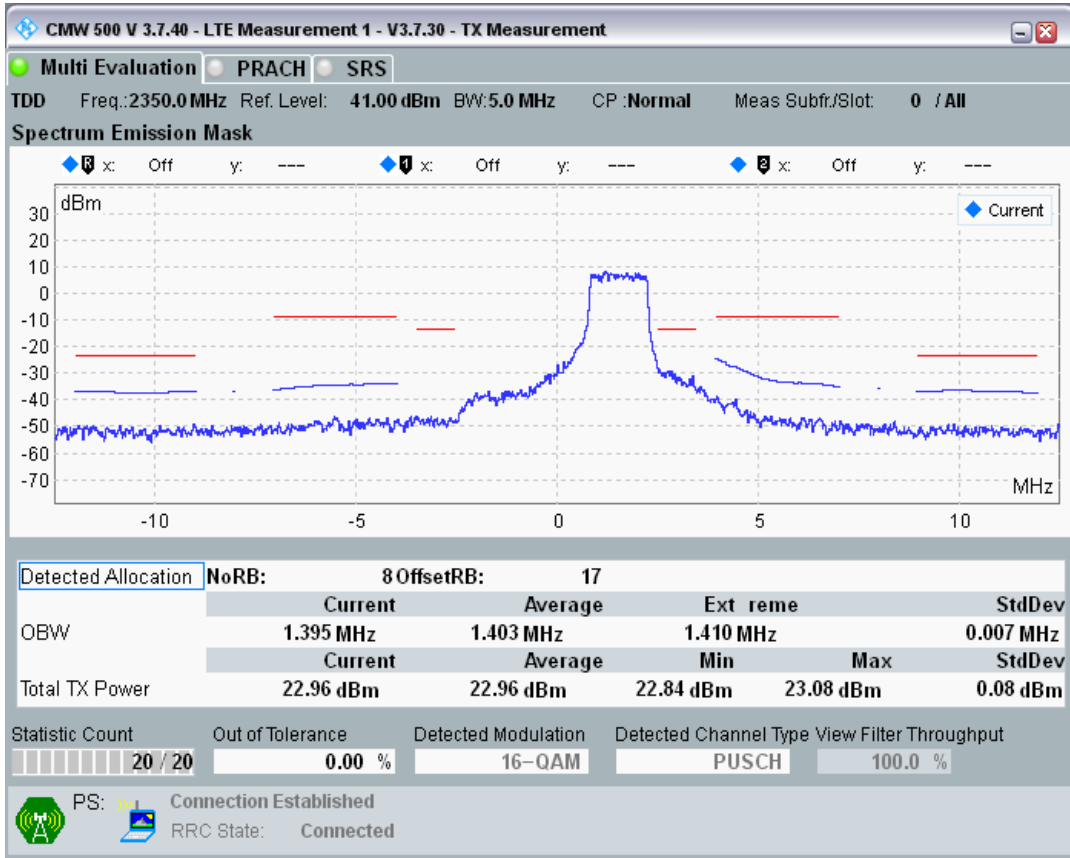 CMW 500 V 3.7.40 - LTE Measurement 1 - V3.7.30 - TX Measurement
Multi Evaluation PRACH SRS
TDD Freq.:2350.0 MHz Ref. Level: 41.00 dBm BW:5.0 MHz CP :Normal Meas Subfr./Slot: 0 / All
Spectrum Emission Mask
R x: Off y: --- 1 x: Off y: --- 2 x: Off y: ---
dBm
Current
30
20
10
0
-10
-20
-30
-40
-50
-60
-70
MHz
-10 -5 0 5 10
Detected Allocation NoRB: 8 OffsetRB: 17
Current Average Ext reme StdDev
OBW 1.395 MHz 1.403 MHz 1.410 MHz 0.007 MHz
Current Average Min Max StdDev
Total TX Power 22.96 dBm 22.96 dBm 22.84 dBm 23.08 dBm 0.08 dBm
Statistic Count Out of Tolerance Detected Modulation Detected Channel Type View Filter Throughput
20 / 20 0.00 % 16-QAM PUSCH 100.0 %
PS: Connection Established
RRC State: Connected